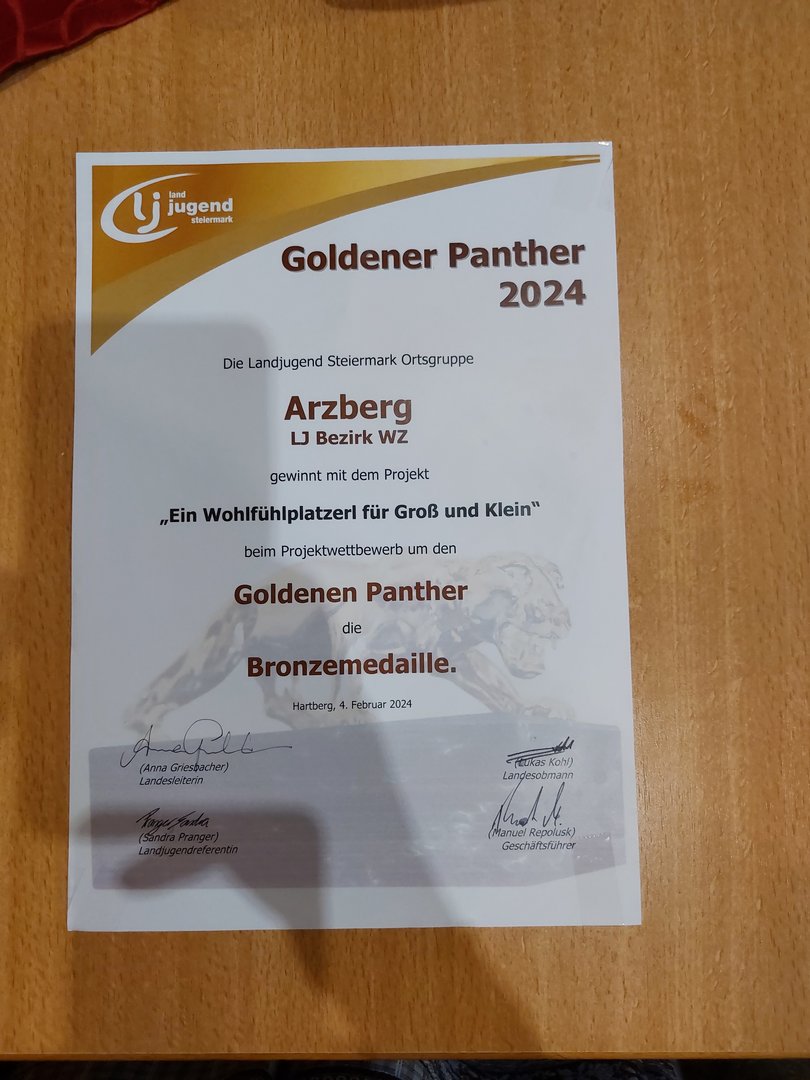 lj land
jugend
steiermark
Goldener Panther
2024
Die Landjugend Steiermark Ortsgruppe
Arzberg
LJ Bezirk WZ
gewinnt mit dem Projekt
„Ein Wohlfühlplatzerl für Groß und Klein“
beim Projektwettbewerb um den
Goldenen Panther
die
Bronzemedaille.
Hartberg, 4. Februar 2024
(Anna Griesbacher)
Landesleiterin
(Lukas Kohl)
Landesobmann
(Sandra Pranger)
Landjugendreferentin
(Manuel Repolusk)
Geschäftsführer